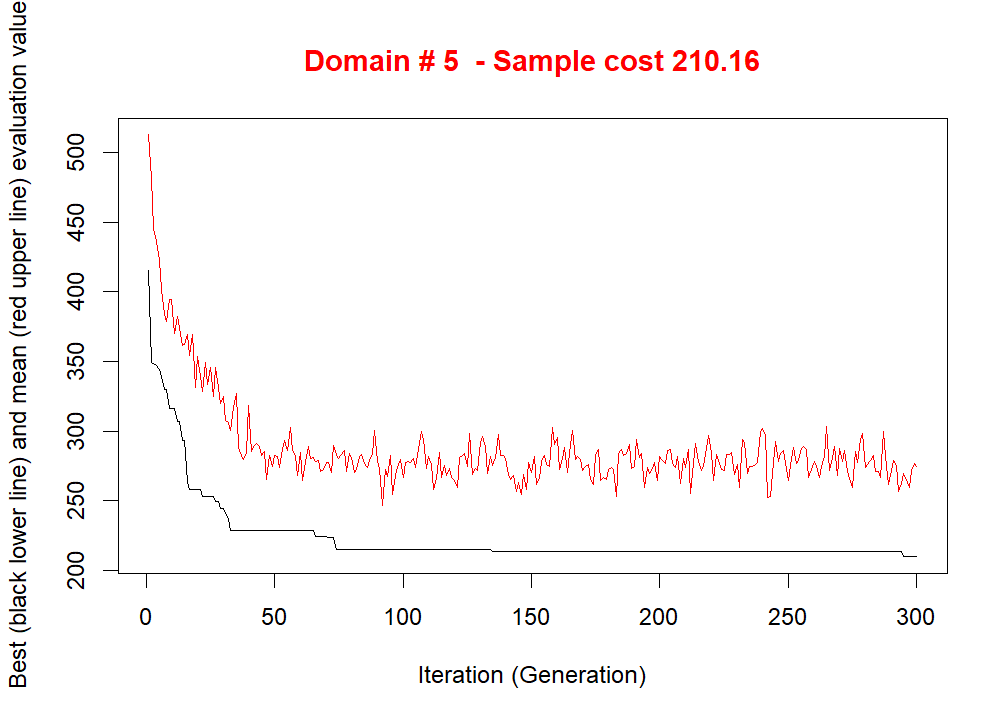 Domain # 5  - Sample cost 210.16
Best (black lower line) and mean (red upper line) evaluation value
500
450
400
350
300
250
200
0 50 100 150 200 250 300
Iteration (Generation)